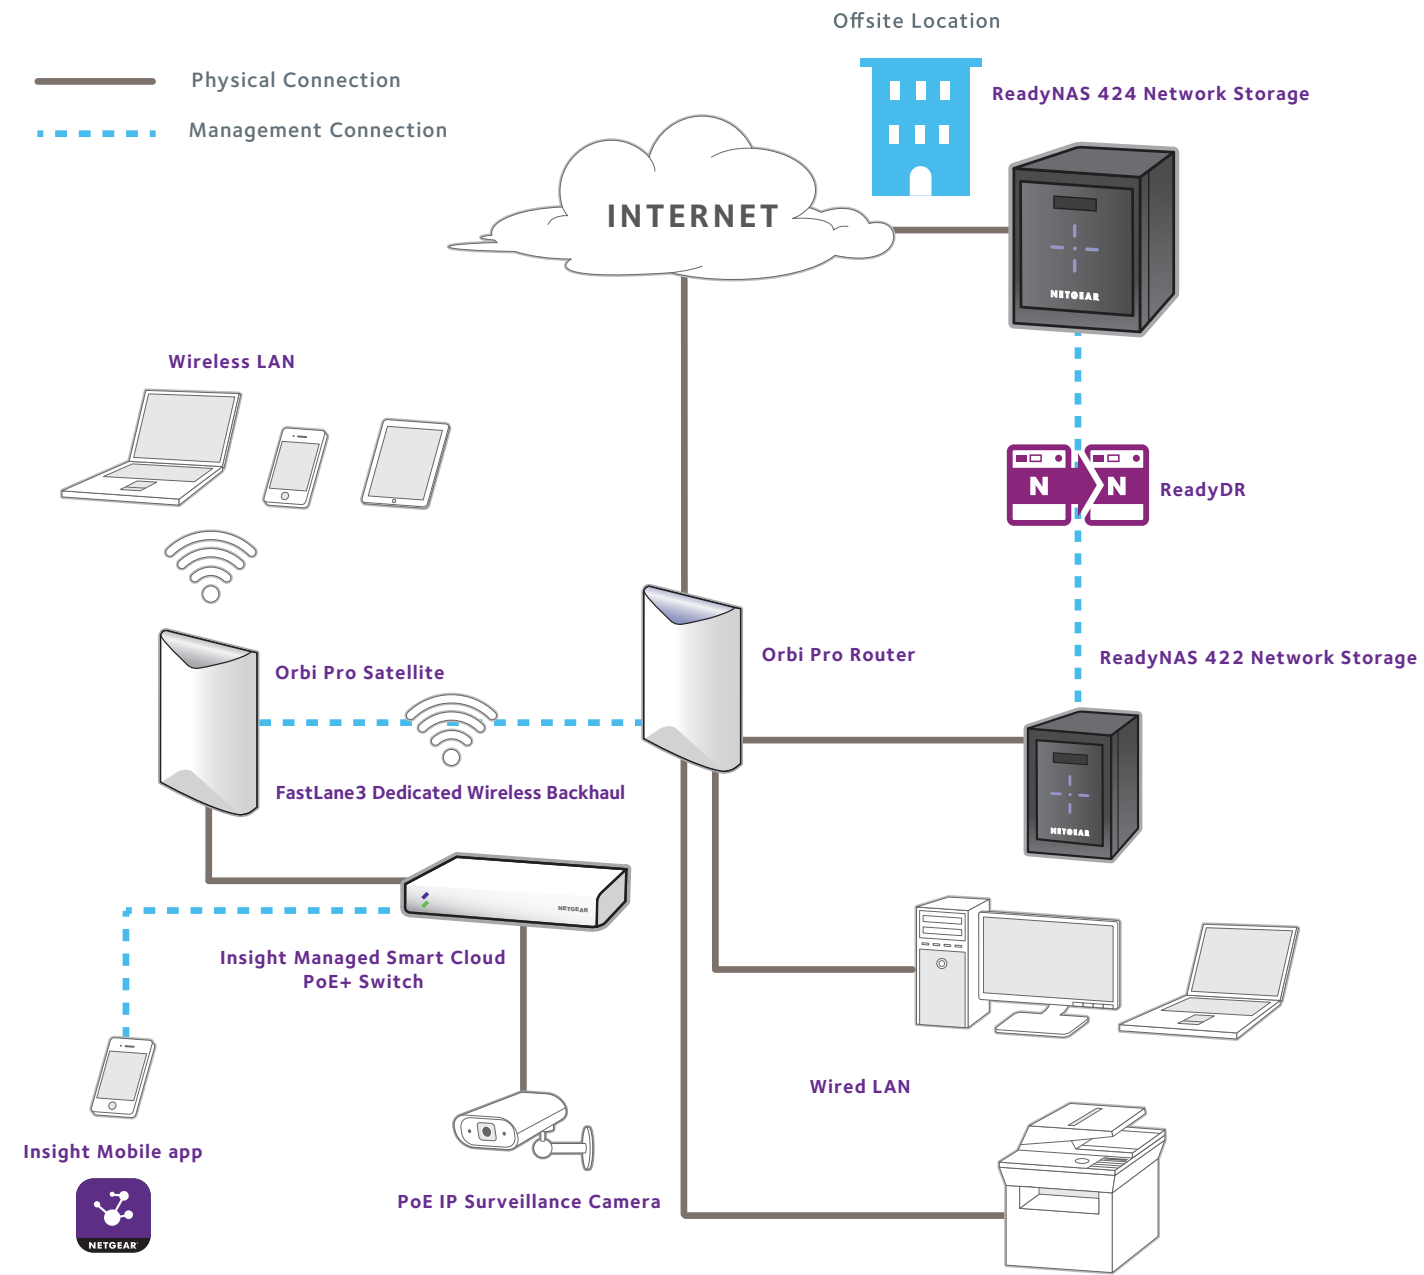 Offsite Location
Physical Connection
ReadyNAS 424 Network Storage
Management Connection
INTERNET
NETGEAR
Wireless LAN
N
N
ReadyDR
Orbi Pro Router
ReadyNAS 422 Network Storage
Orbi Pro Satellite
FastLane3 Dedicated Wireless Backhaul
NETGEAR
NETGEAR
Insight Managed Smart Cloud
PoE+ Switch
Wired LAN
Insight Mobile app
PoE IP Surveillance Camera
NETGEAR